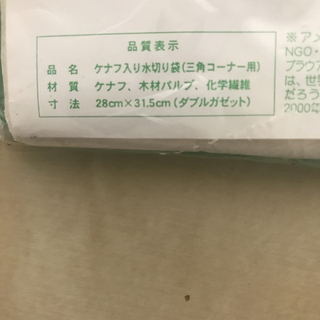 品質表示
品 名 ケナフ入り水切り袋(三角コーナー用)
材 質 ケナフ、木材パルプ、化学繊維
寸 法 28cm×31.5cm(ダブルガゼット)
※アメ
NGO・
ブラウア
は、世界
だろう
2000年